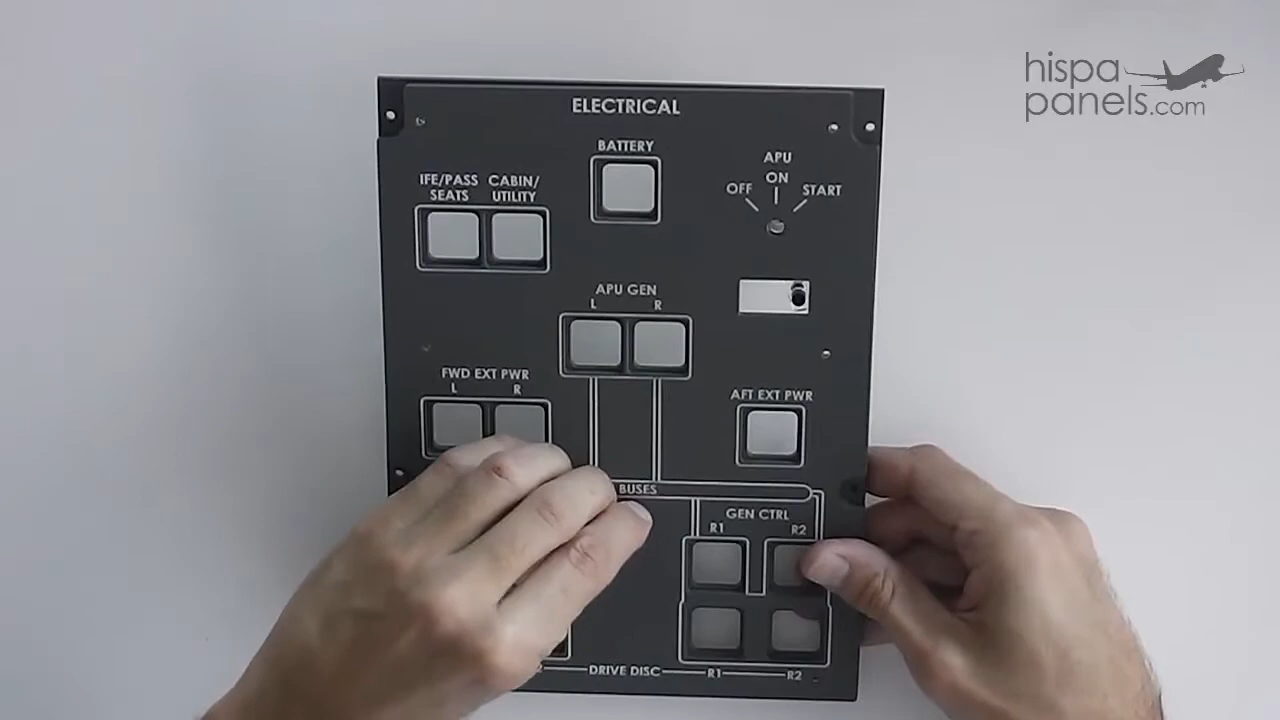 hispa
panels.com
ELECTRICAL
BATTERY
APU
ON
OFF
START
IFE/PASS
SEATS
CABIN/
UTILITY
APU GEN
L R
FWD EXT PWR
L R
AFT EXT PWR
BUSES
GEN CTRL
R1 R2
DRIVE DISC R1 R2